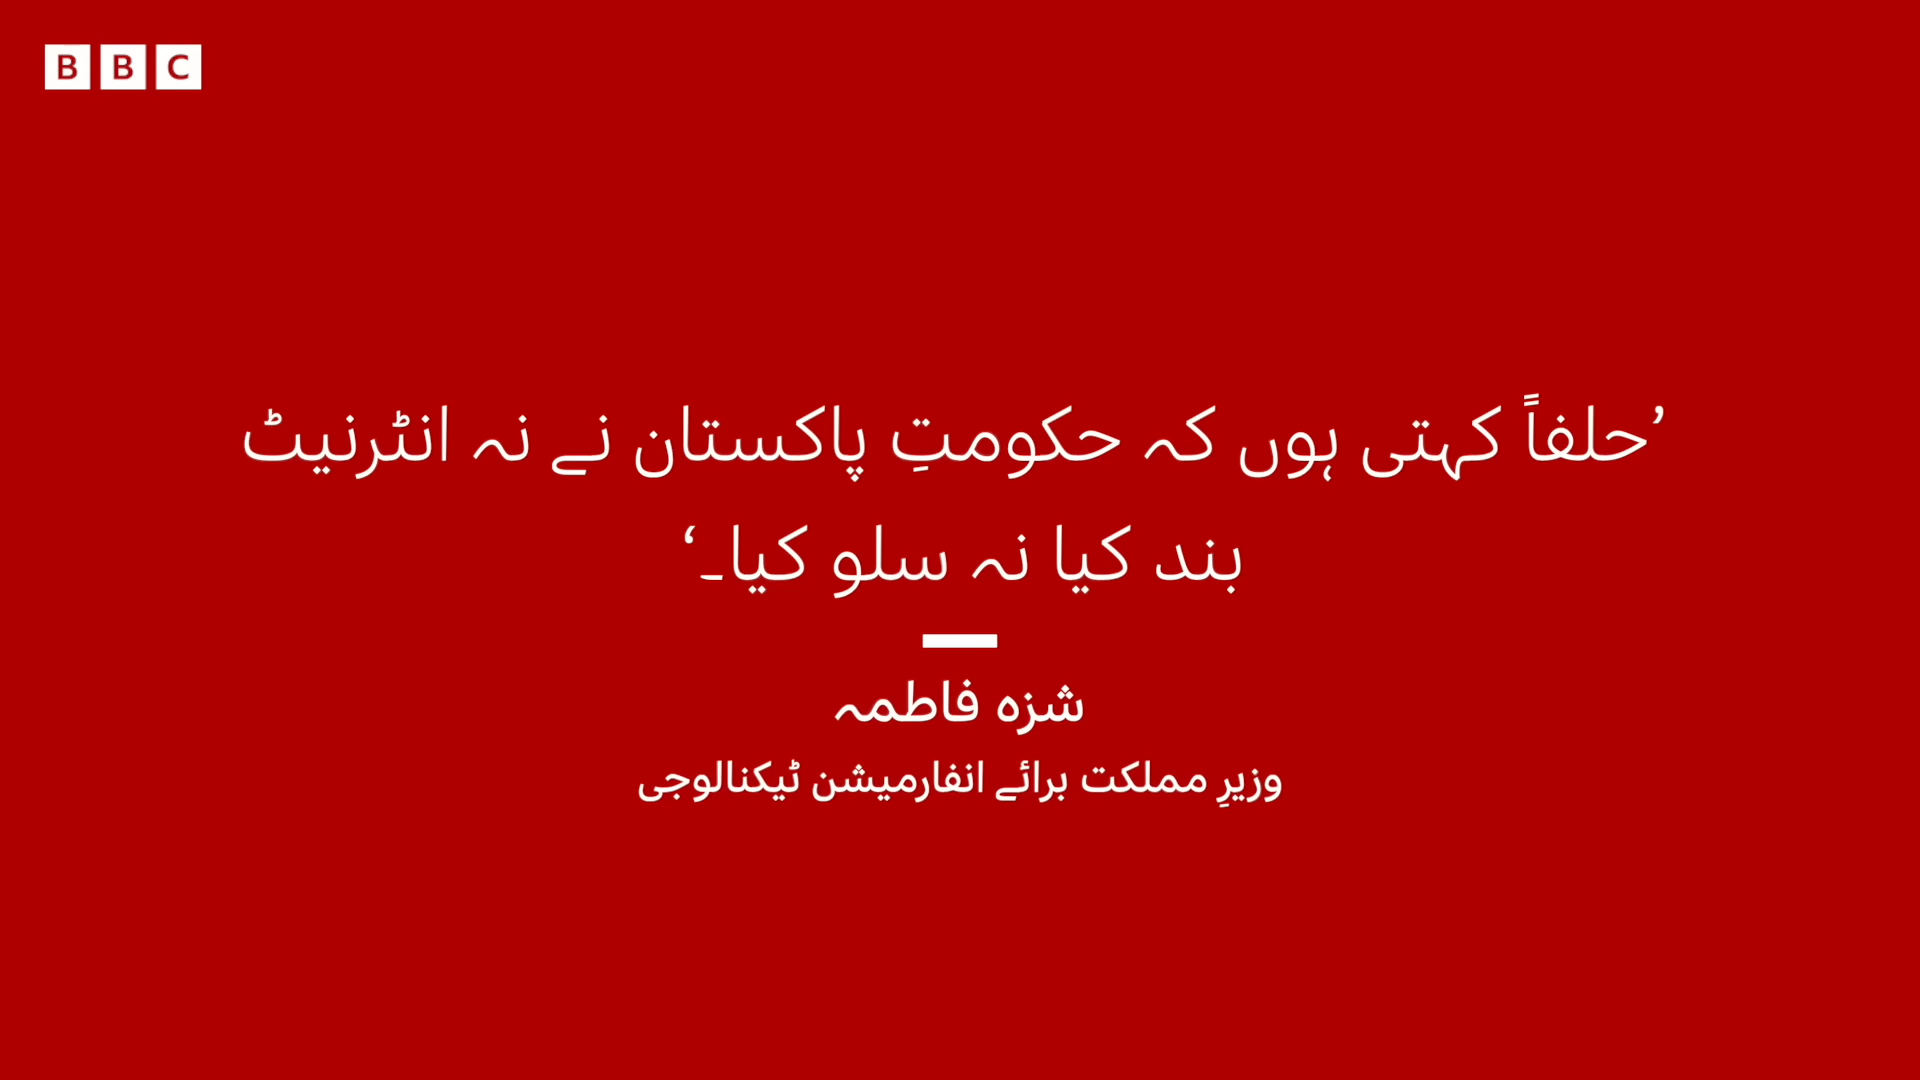 BBC
’حلفاً کہتی ہوں کہ حکومتِ پاکستان نے نہ انٹرنیٹ
بند کیا نہ سلو کیا۔‘
شزہ فاطمہ
وزیرِ مملکت برائے انفارمیشن ٹیکنالوجی